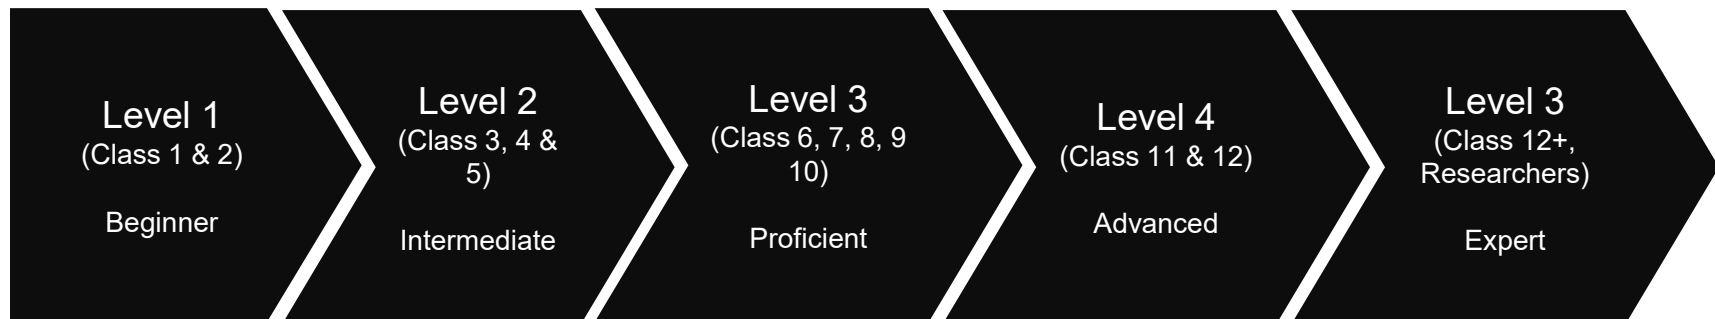 Level 1
(Class 1 & 2)
Beginner
Level 2
(Class 3, 4 &
5)
Intermediate
Level 3
(Class 6, 7, 8, 9
10)
Proficient
Level 4
(Class 11 & 12)
Advanced
Level 3
(Class 12+,
Researchers)
Expert